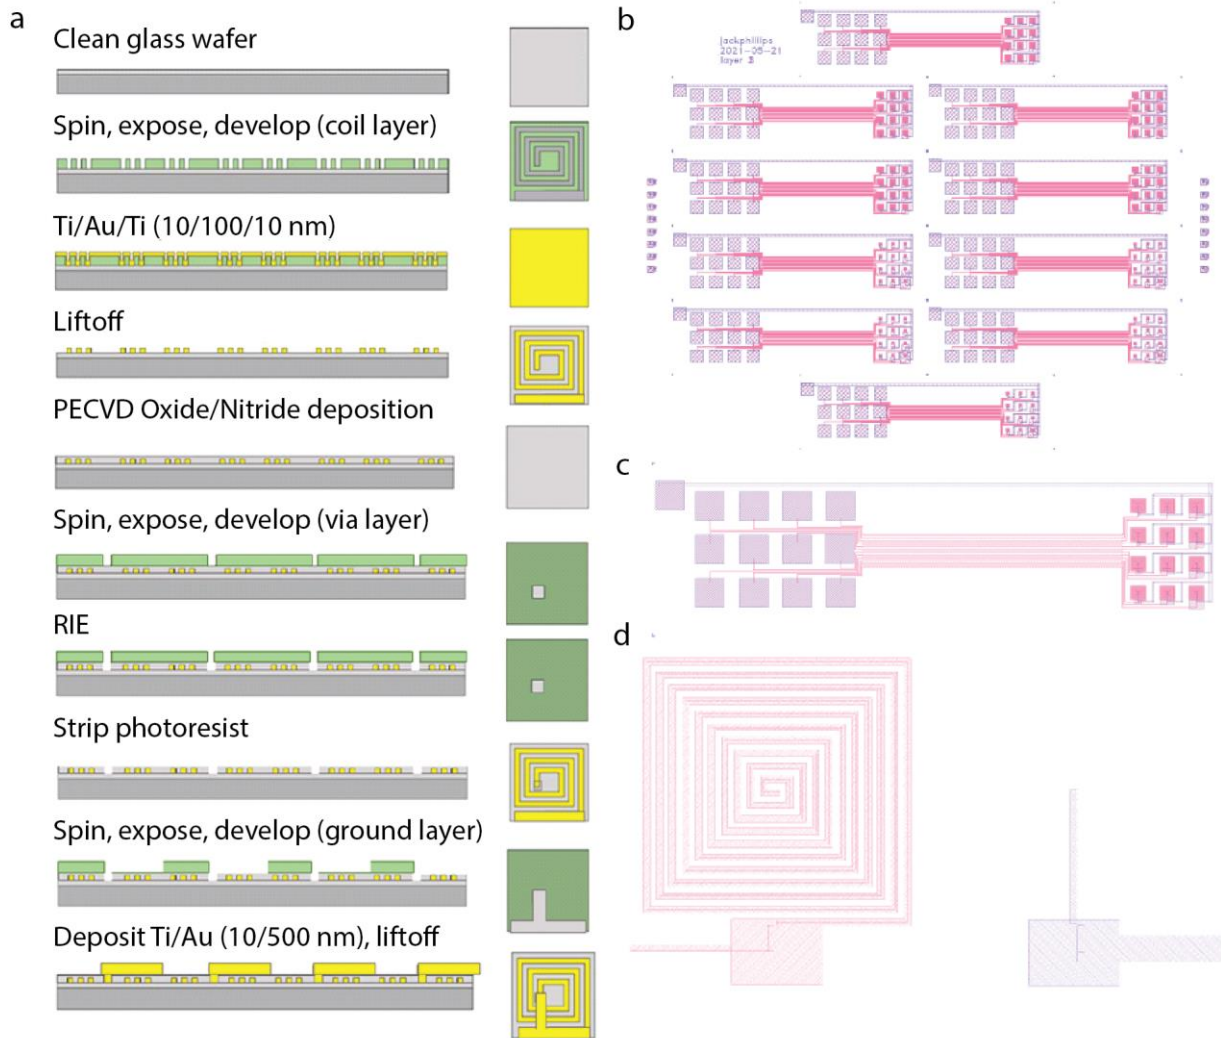 a
Clean glass wafer
Spin, expose, develop (coil layer)
Ti/Au/Ti (10/100/10 nm)
Liftoff
PECVD Oxide/Nitride deposition
Spin, expose, develop (via layer)
RIE
Strip photoresist
Spin, expose, develop (ground layer)
Deposit Ti/Au (10/500 nm), liftoff
b
jackphillips
2021-05-21
layer
c
d